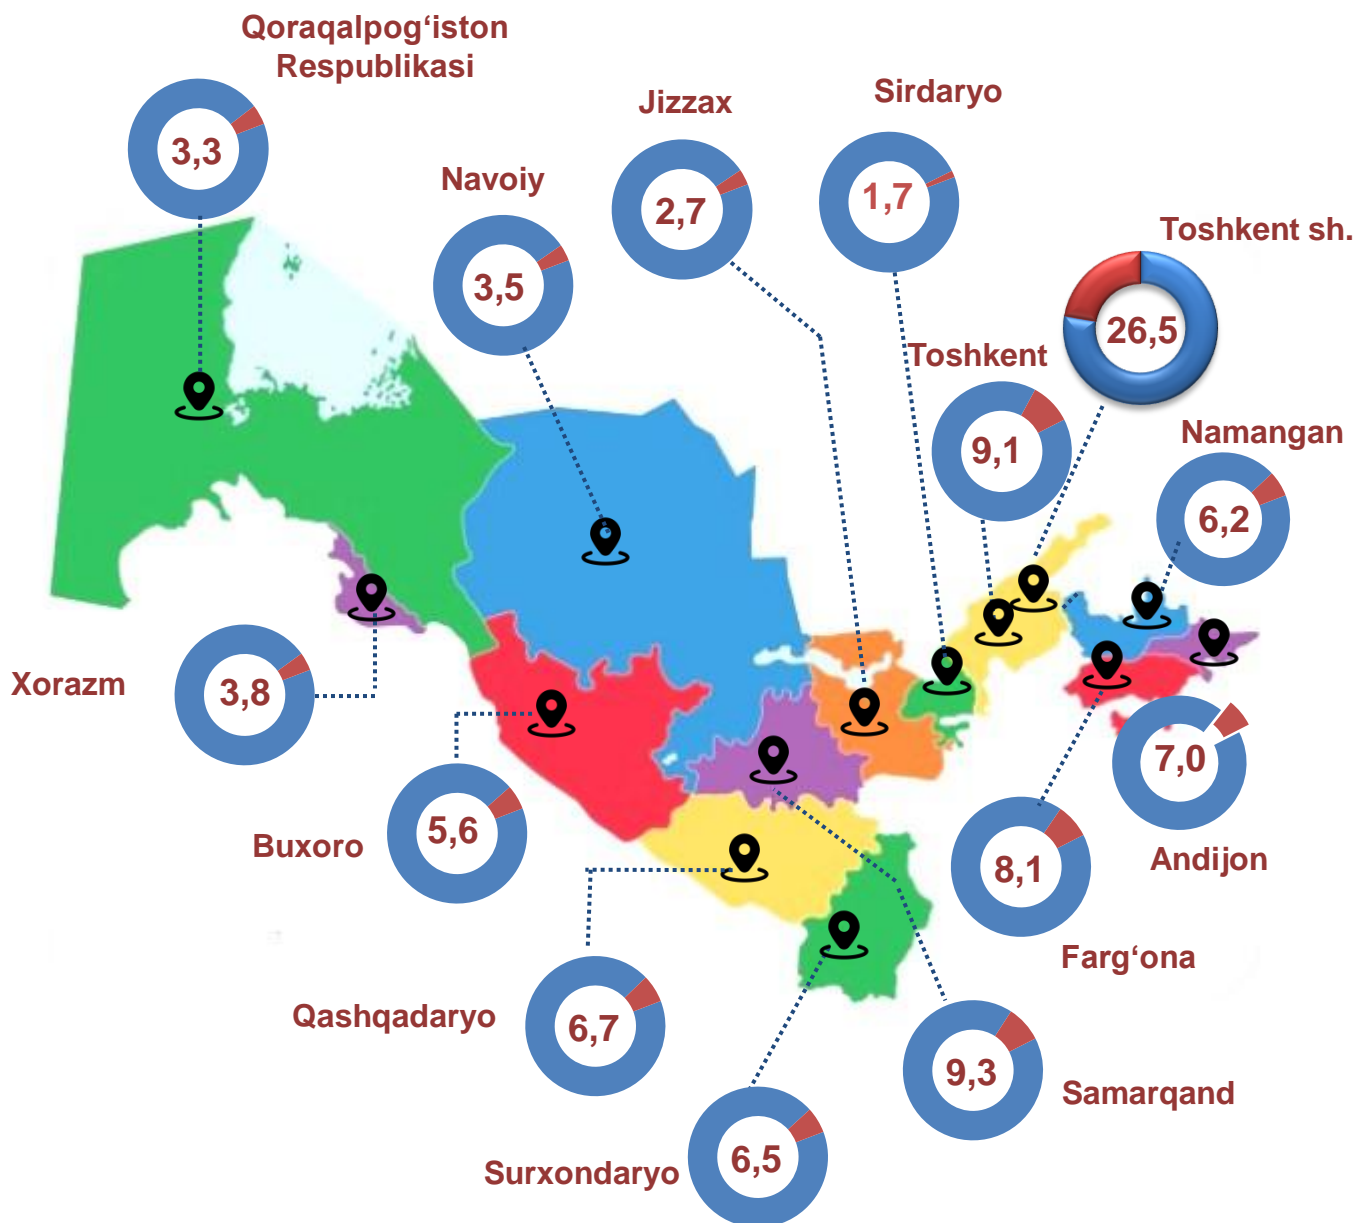 Qoraqalpog‘iston
Respublikasi
3,3
Navoiy
3,5
Jizzax
2,7
Sirdaryo
1,7
Toshkent sh.
26,5
Toshkent
9,1
Namangan
6,2
Xorazm
3,8
Buxoro
5,6
7,0
Andijon
8,1
Farg‘ona
Qashqadaryo
6,7
9,3
Samarqand
Surxondaryo
6,5